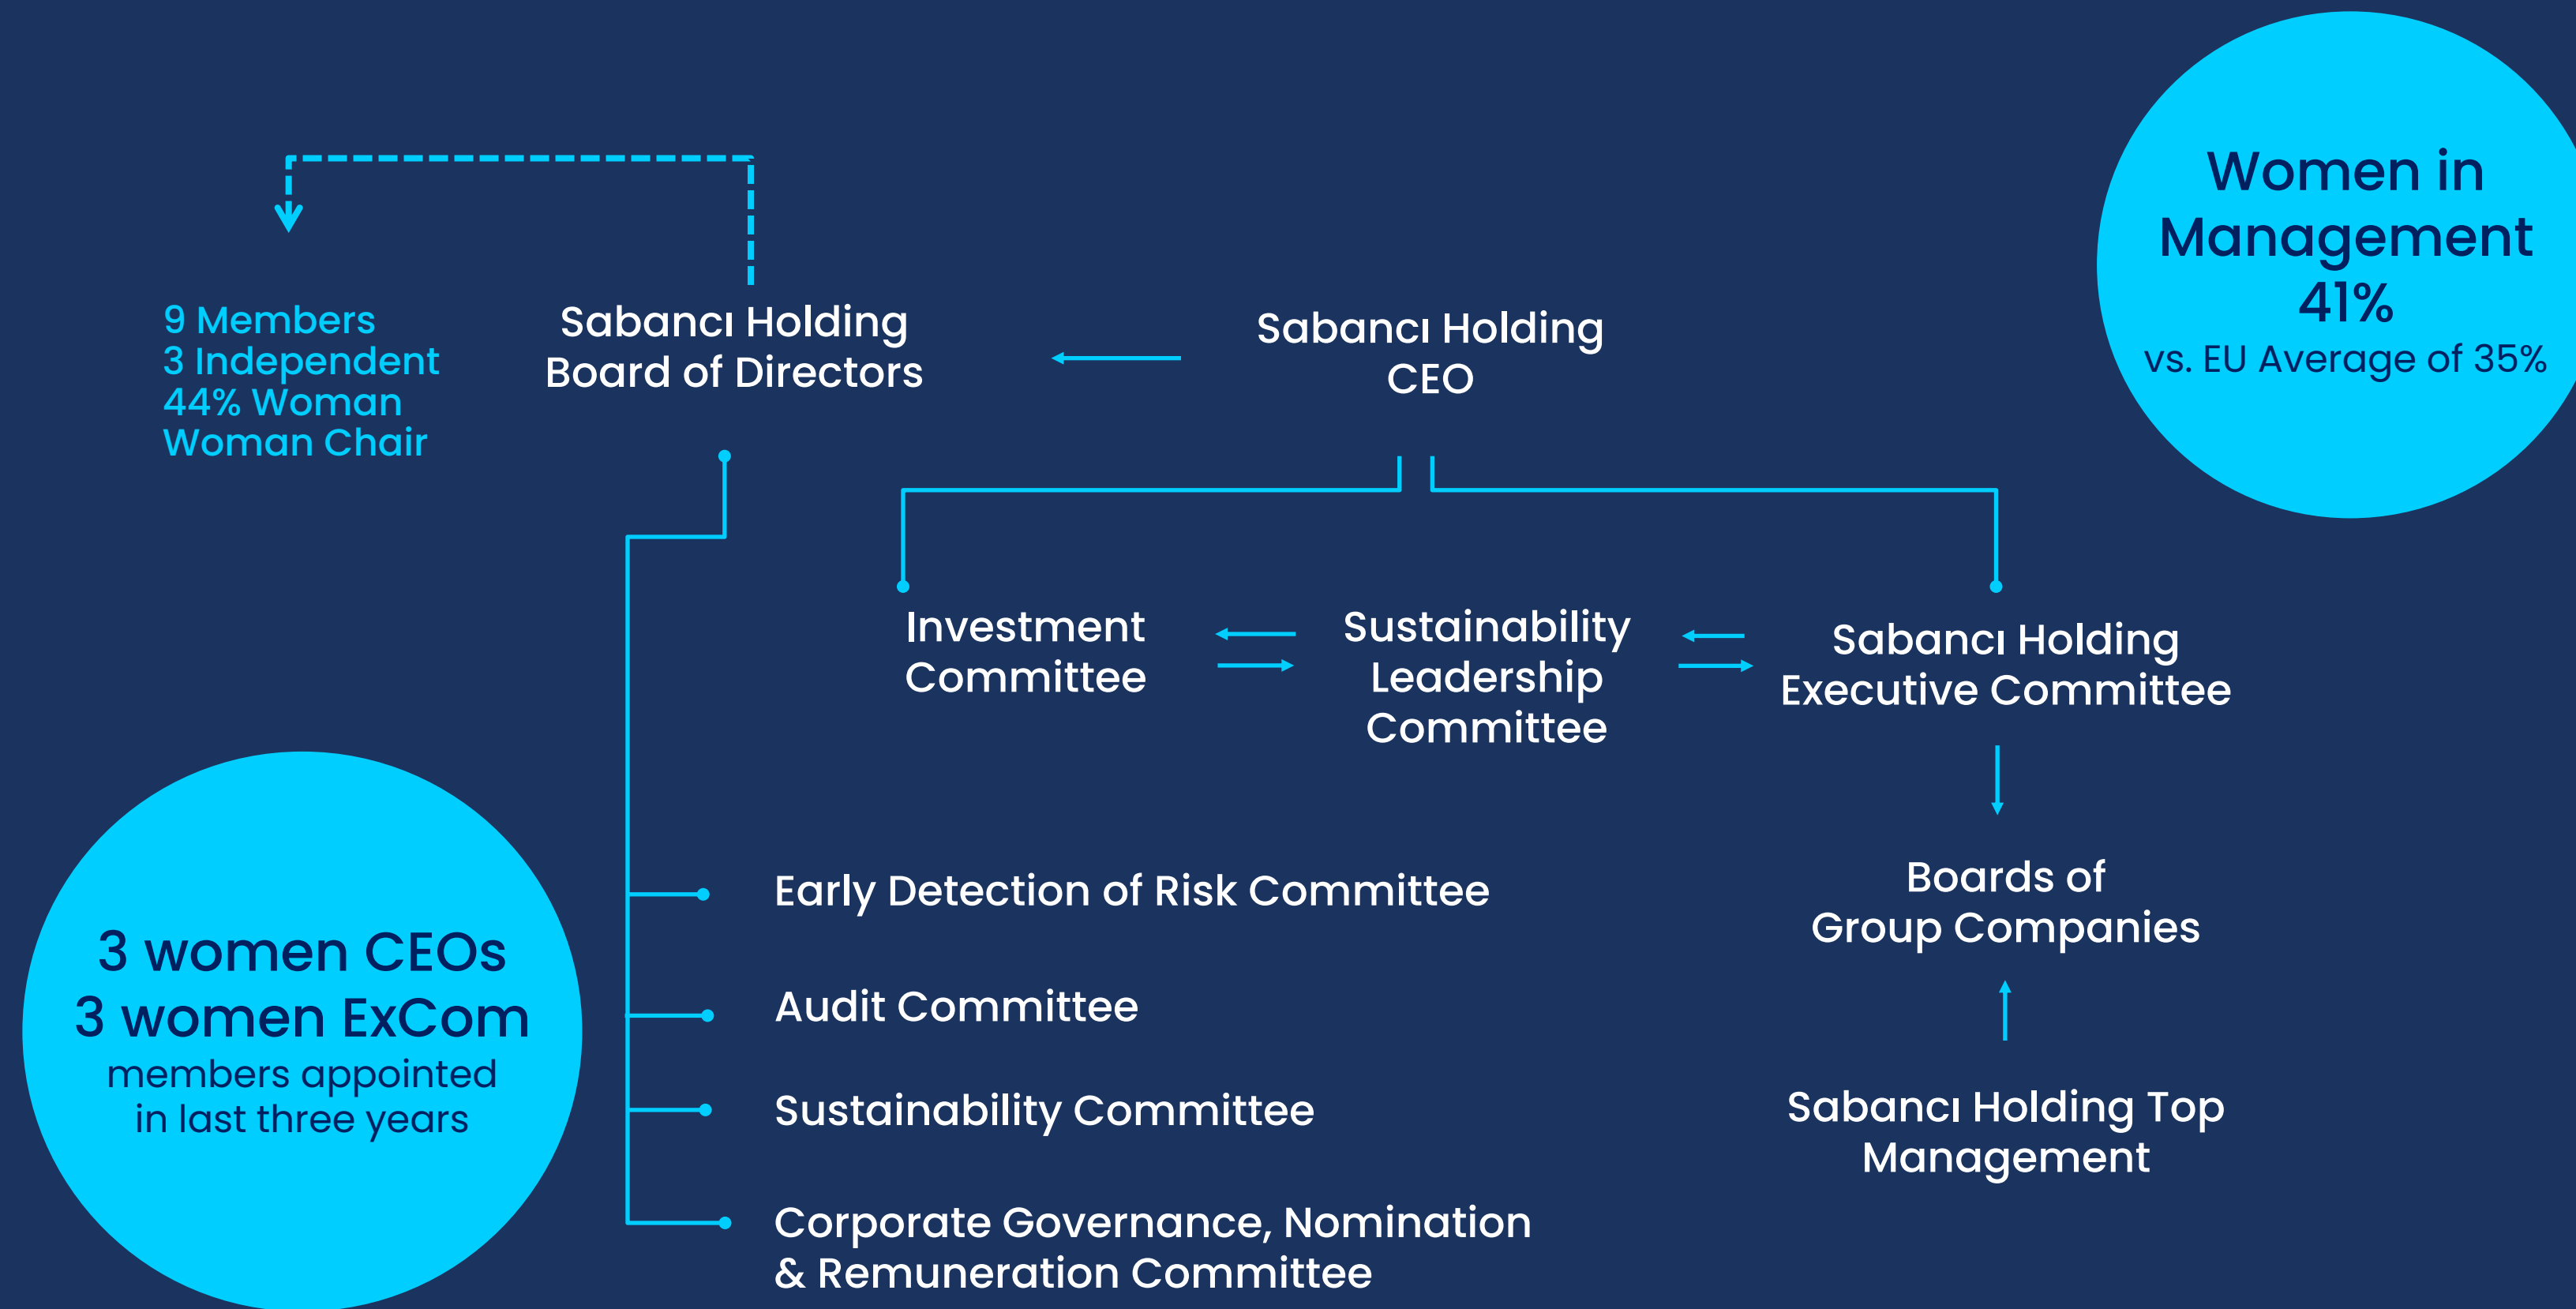 Women in
Management
41%
vs. EU Average of 35%
9 Members
3 Independent
44% Woman
Woman Chair
Sabancı Holding
Board of Directors
Sabancı Holding
CEO
Investment
Committee
Sustainability
Leadership
Committee
Sabancı Holding
Executive Committee
Early Detection of Risk Committee
Audit Committee
Sustainability Committee
Corporate Governance, Nomination
& Remuneration Committee
Boards of
Group Companies
Sabancı Holding Top
Management
3 women CEOs
3 women ExCom
members appointed
in last three years